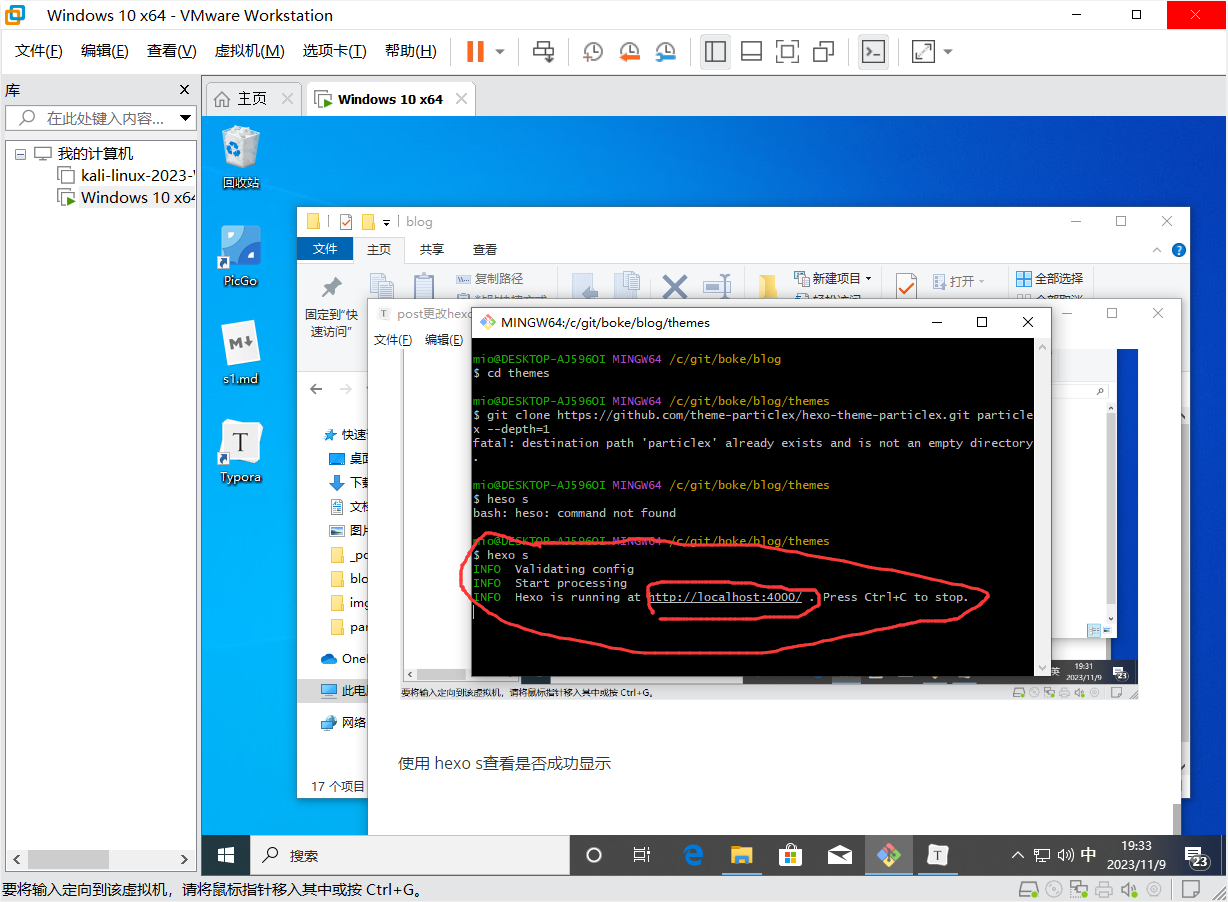 Windows 10 x64 - VMware Workstation
文件(F) 编辑(E) 查看(V) 虚拟机(M) 选项卡(T) 帮助(H)
库
在此处键入内容...
我的计算机
kali-linux-2023-
Windows 10 x64
主页
Windows 10 x64
回收站
PicGo
s1.md
Typora
blog
文件 主页 共享 查看
固定到“快
速访问”
复制路径
新建项目
打开
全部选择
post更改hexo
文件(F) 编辑(E)
快速
桌面
下载
文档
图片
_po
blo
img
par
OneI
此电脑
网络
17 个项目
MINGW64:/c/git/boke/blog/themes
mio@DESKTOP-AJ596OI MINGW64 /c/git/boke/blog
$ cd themes
mio@DESKTOP-AJ596OI MINGW64 /c/git/boke/blog/themes
$ git clone https://github.com/theme-particlex/hexo-theme-particlex.git particle
x --depth=1
fatal: destination path 'particlex' already exists and is not an empty directory
.
mio@DESKTOP-AJ596OI MINGW64 /c/git/boke/blog/themes
$ heso s
bash: heso: command not found
mio@DESKTOP-AJ596OI MINGW64 /c/git/boke/blog/themes
$ hexo s
INFO  Validating config
INFO  Start processing
INFO  Hexo is running at http://localhost:4000/ . Press Ctrl+C to stop.
英
19:31
2023/11/9
23
要将输入定向到该虚拟机，请将鼠标指针移入其中或按 Ctrl+G。
使用 hexo s查看是否成功显示
搜索
中
19:33
2023/11/9
23
要将输入定向到该虚拟机，请将鼠标指针移入其中或按 Ctrl+G。